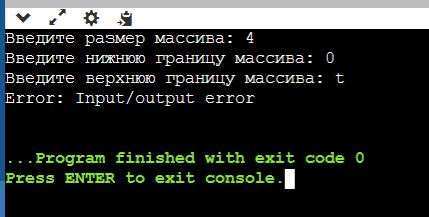 Введите размер массива: 4
Введите нижнюю границу массива: 0
Введите верхнюю границу массива: t
Error: Input/output error
...Program finished with exit code 0
Press ENTER to exit console.